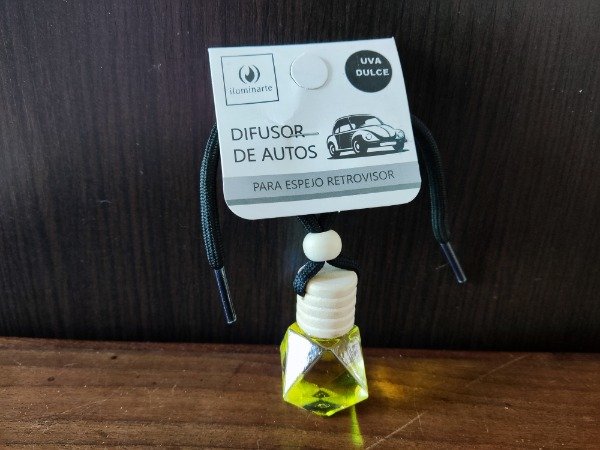 iluminarte
UVA
DULCE
DIFUSOR
DE AUTOS
PARA ESPEJO RETROVISOR